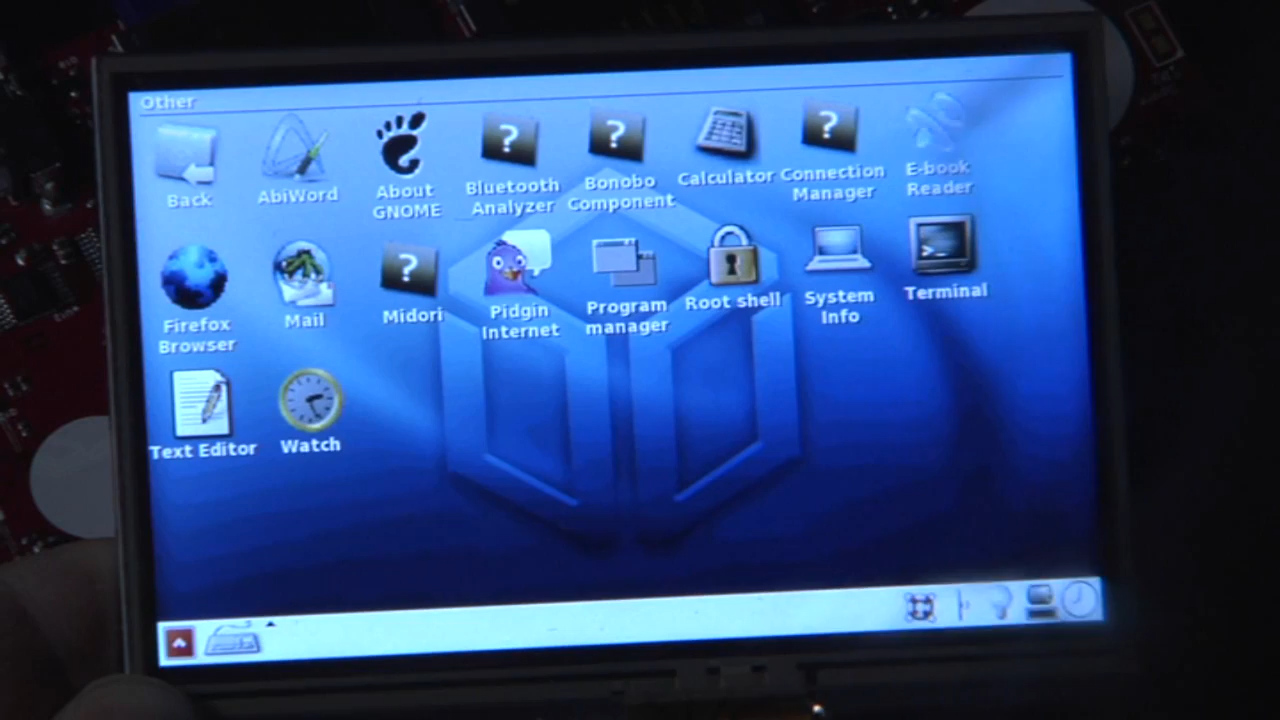 Other
Back
AbiWord
About
GNOME
Bluetooth
Analyzer
Bonobo
Component
Calculator
Connection
Manager
E-book
Reader
Firefox
Browser
Mail
Midori
Pidgin
Internet
Program
manager
Root shell
System
Info
Terminal
Text Editor
Watch